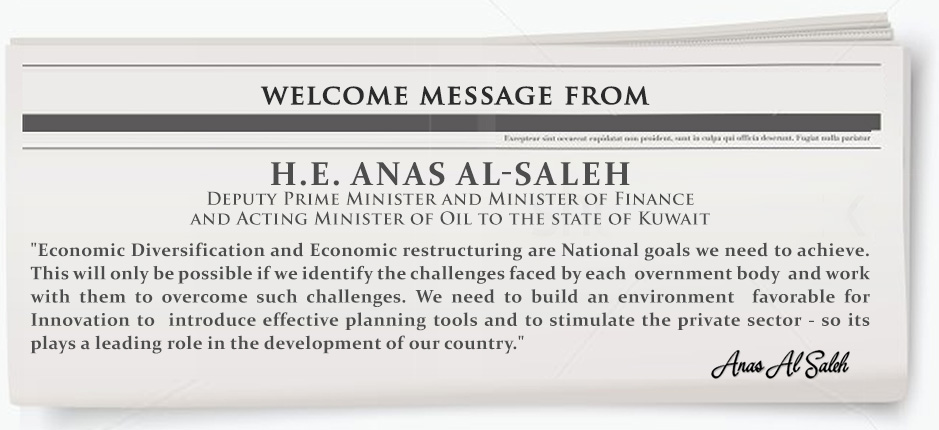 WELCOME MESSAGE FROM
Excepteur sint occaecat cupidatat non proident, sunt in culpa qui officia deserunt. Fugiat nulla pariatur
H.E. ANAS AL-SALEH
DEPUTY PRIME MINISTER AND MINISTER OF FINANCE
AND ACTING MINISTER OF OIL TO THE STATE OF KUWAIT
"Economic Diversification and Economic restructuring are National goals we need to achieve.
This will only be possible if we identify the challenges faced by each overnment body and work
with them to overcome such challenges. We need to build an environment favorable for
Innovation to introduce effective planning tools and to stimulate the private sector - so its
plays a leading role in the development of our country."
Anas Al Saleh